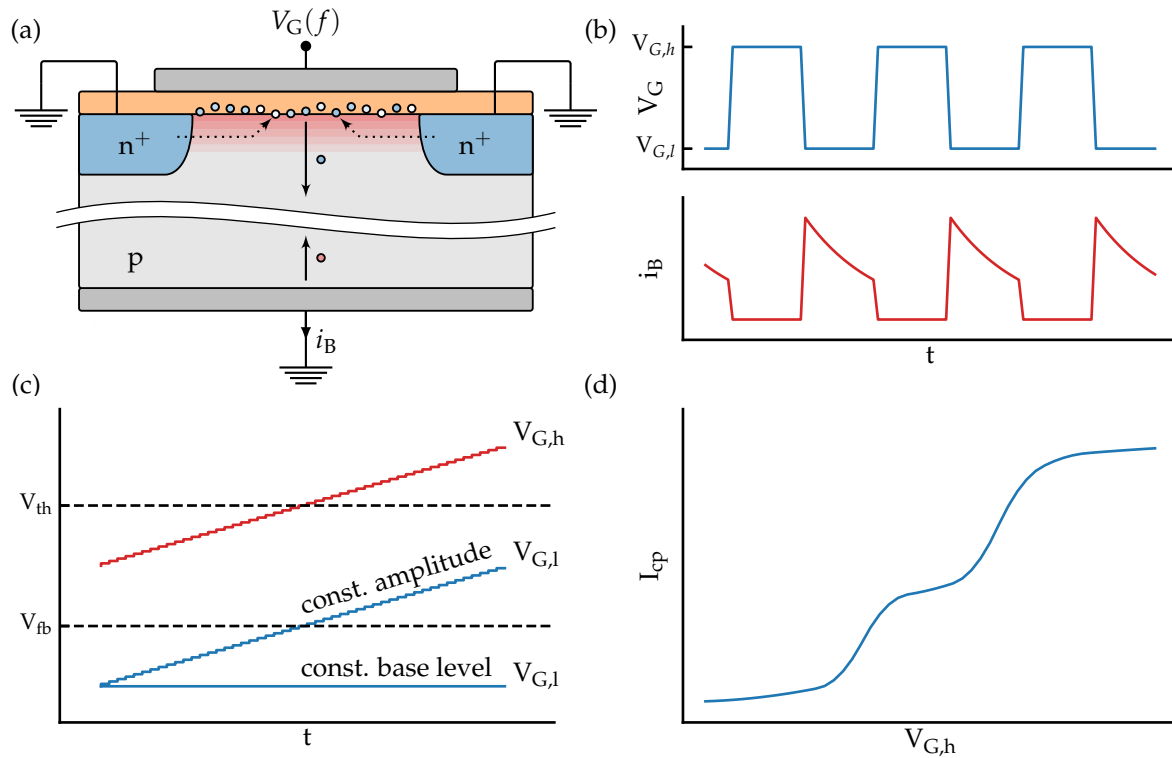 (a)
V_G(f)
n⁺
n⁺
p
i_B
(b)
V_G,h
V_G
V_G,l
i_B
t
(c)
V_G,h
V_th
V_G,l
const. amplitude
V_fb
const. base level
V_G,l
t
(d)
I_cp
V_G,h